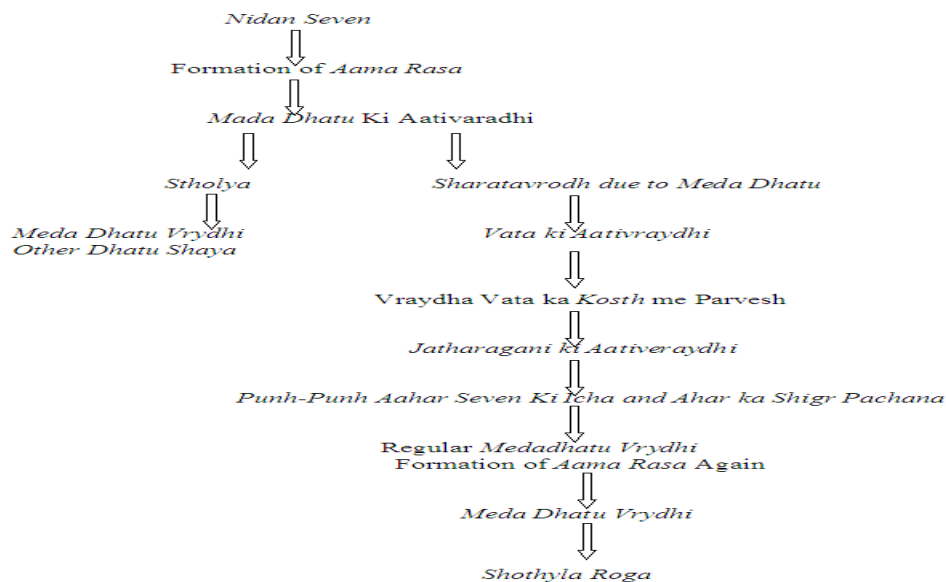 Nidan Seven
Formation of Aama Rasa
Mada Dhatu Ki Aativaradhi
Stholya
Sharatavrodh due to Meda Dhatu
Meda Dhatu Vrydhi
Other Dhatu Shaya
Vata ki Aativraydhi
Vraydha Vata ka Kosth me Parvesh
Jatharagani ki Aativeraydhi
Punh-Punh Aahar Seven Ki Icha and Ahar ka Shigr Pachana
Regular Medadhatu Vrydhi
Formation of Aama Rasa Again
Meda Dhatu Vrydhi
Shothyla Roga